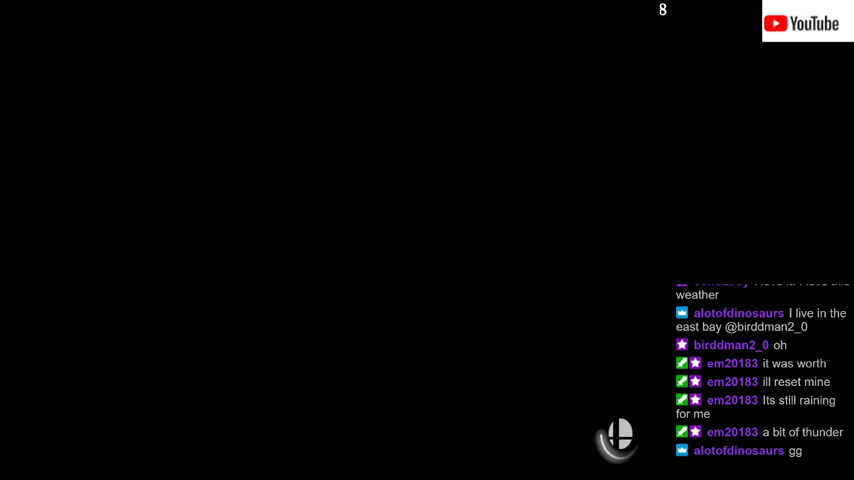 8
YouTube
weather
alotofdinosaurs I live in the
east bay @birddman2_0
birddman2_0 oh
em20183 it was worth
em20183 ill reset mine
em20183 Its still raining
for me
em20183 a bit of thunder
alotofdinosaurs gg